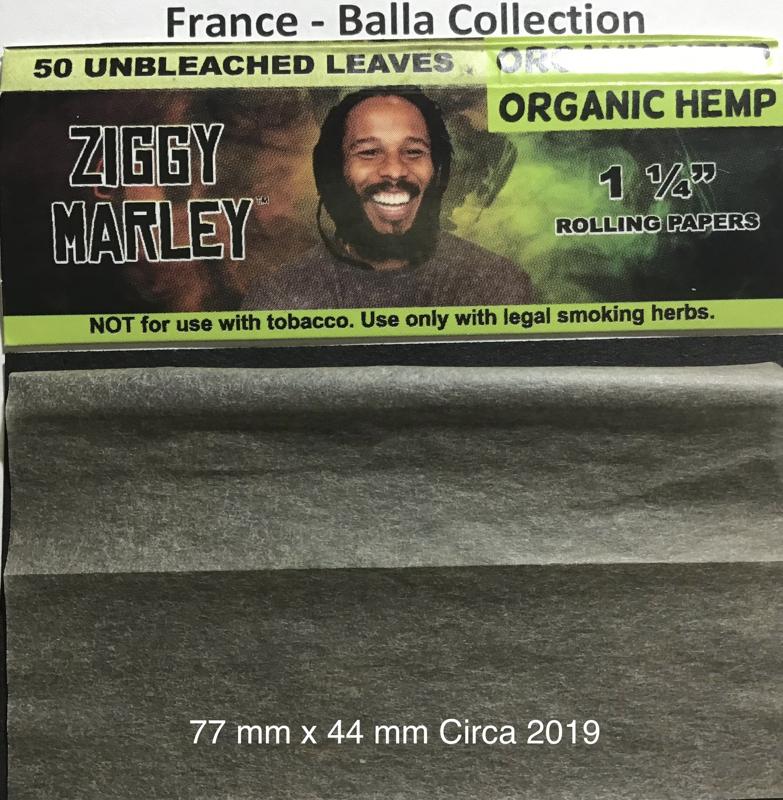 France - Balla Collection
50 UNBLEACHED LEAVES
ORGANIC HEMP
ZIGGY
MARLEY™
1 ¼”
ROLLING PAPERS
NOT for use with tobacco. Use only with legal smoking herbs.
77 mm x 44 mm Circa 2019